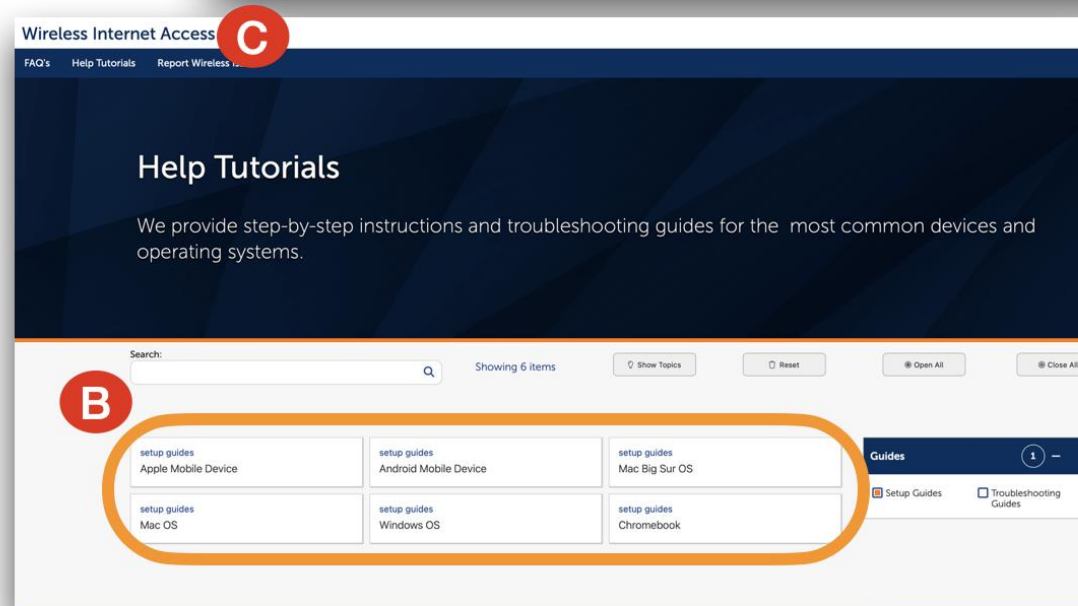 Wireless Internet Access
C
FAQ's Help Tutorials Report Wireless
Help Tutorials
We provide step-by-step instructions and troubleshooting guides for the most common devices and
operating systems.
Search:
Showing 6 items Show Topics Reset Open All Close All
B
setup guides
Apple Mobile Device
setup guides
Android Mobile Device
setup guides
Mac Big Sur OS
Guides 1
Setup Guides Troubleshooting
Guides
setup guides
Mac OS
setup guides
Windows OS
setup guides
Chromebook